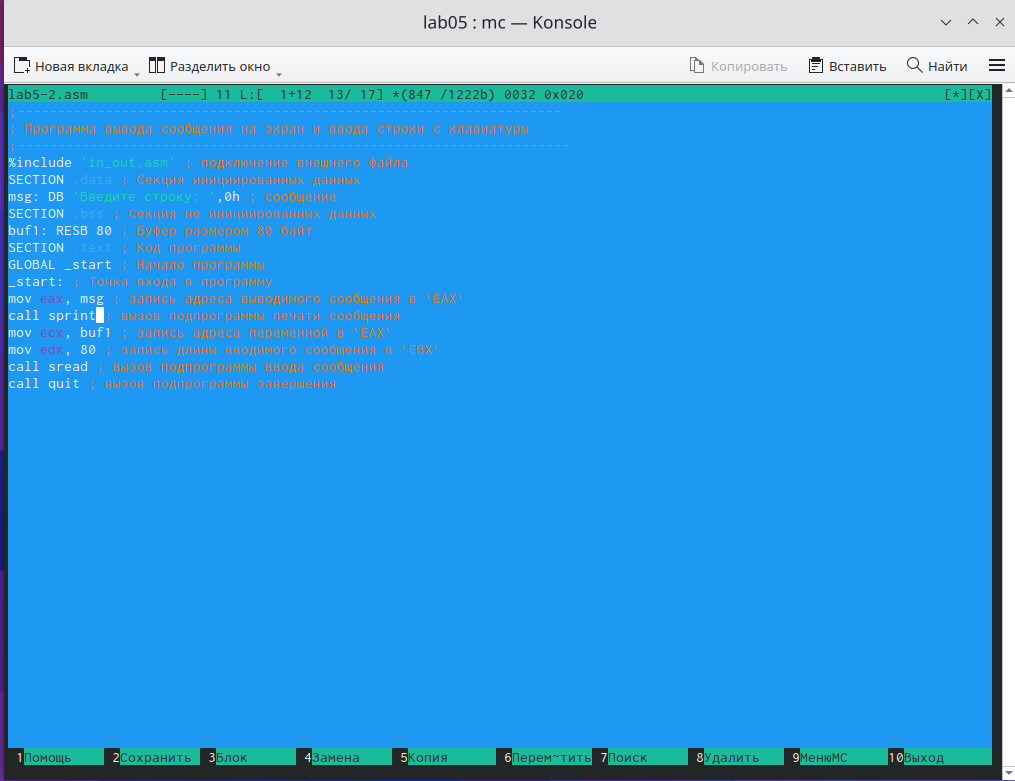 lab05 : mc — Konsole
Новая вкладка Разделить окно Копировать Вставить Найти
lab5-2.asm [----] 11 L:[ 1+12 13/ 17] *(847 /1222b) 0032 0x020 [*][X]
;--------------------------------------------------------------------
; Программа вывода сообщения на экран и ввода строки с клавиатуры
;---------------------------------------------------------------------
%include 'in_out.asm' ; подключение внешнего файла
SECTION .data ; Секция инициированных данных
msg: DB 'Введите строку: ',0h ; сообщение
SECTION .bss ; Секция не инициированных данных
buf1: RESB 80 ; Буфер размером 80 байт
SECTION .text ; Код программы
GLOBAL _start ; Начало программы
_start: ; Точка входа в программу
mov eax, msg ; запись адреса выводимого сообщения в `EAX`
call sprint ; вызов подпрограммы печати сообщения
mov ecx, buf1 ; запись адреса переменной в `EAX`
mov edx, 80 ; запись длины вводимого сообщения в `EBX`
call sread ; вызов подпрограммы ввода сообщения
call quit ; вызов подпрограммы завершения
1Помощь 2Сохранить 3Блок 4Замена 5Копия 6Перем~тить 7Поиск 8Удалить 9МенюMC 10Выход